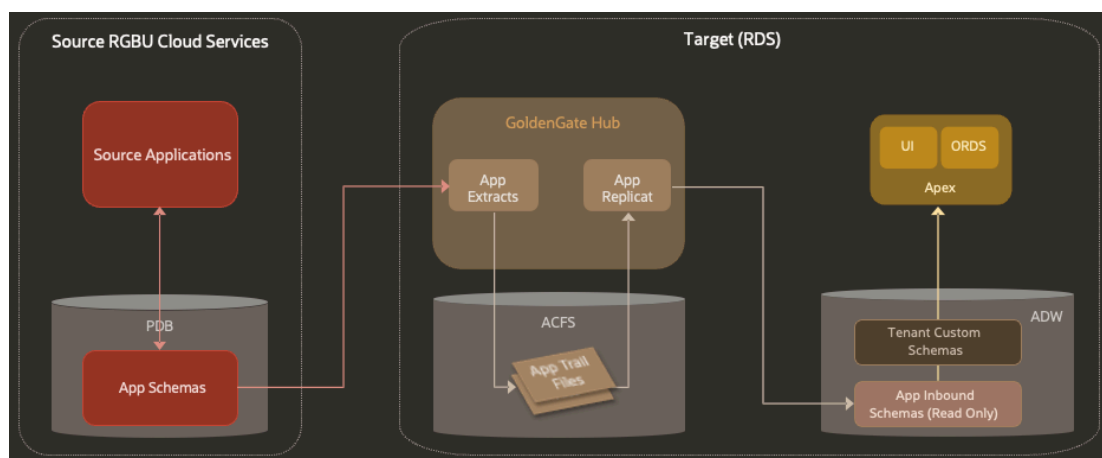 Source RGBU Cloud Services
Source Applications
PDB
App Schemas
Target (RDS)
GoldenGate Hub
App
Extracts
App
Replicat
ACFS
App Trail
Files
UI
ORDS
Apex
ADW
Tenant Custom
Schemas
App Inbound
Schemas (Read Only)